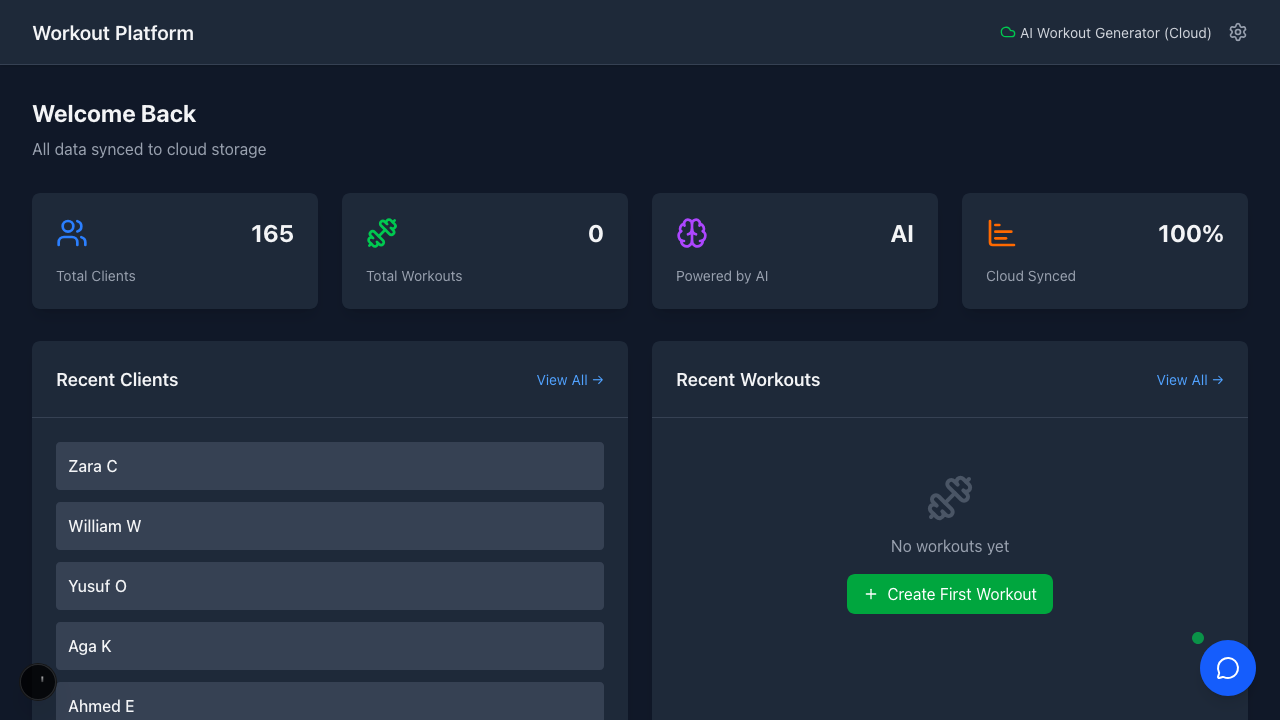 Workout Platform
AI Workout Generator (Cloud)
Welcome Back
All data synced to cloud storage
165
Total Clients
0
Total Workouts
AI
Powered by AI
100%
Cloud Synced
Recent Clients
View All →
Zara C
William W
Yusuf O
Aga K
Ahmed E
Recent Workouts
View All →
No workouts yet
+ Create First Workout